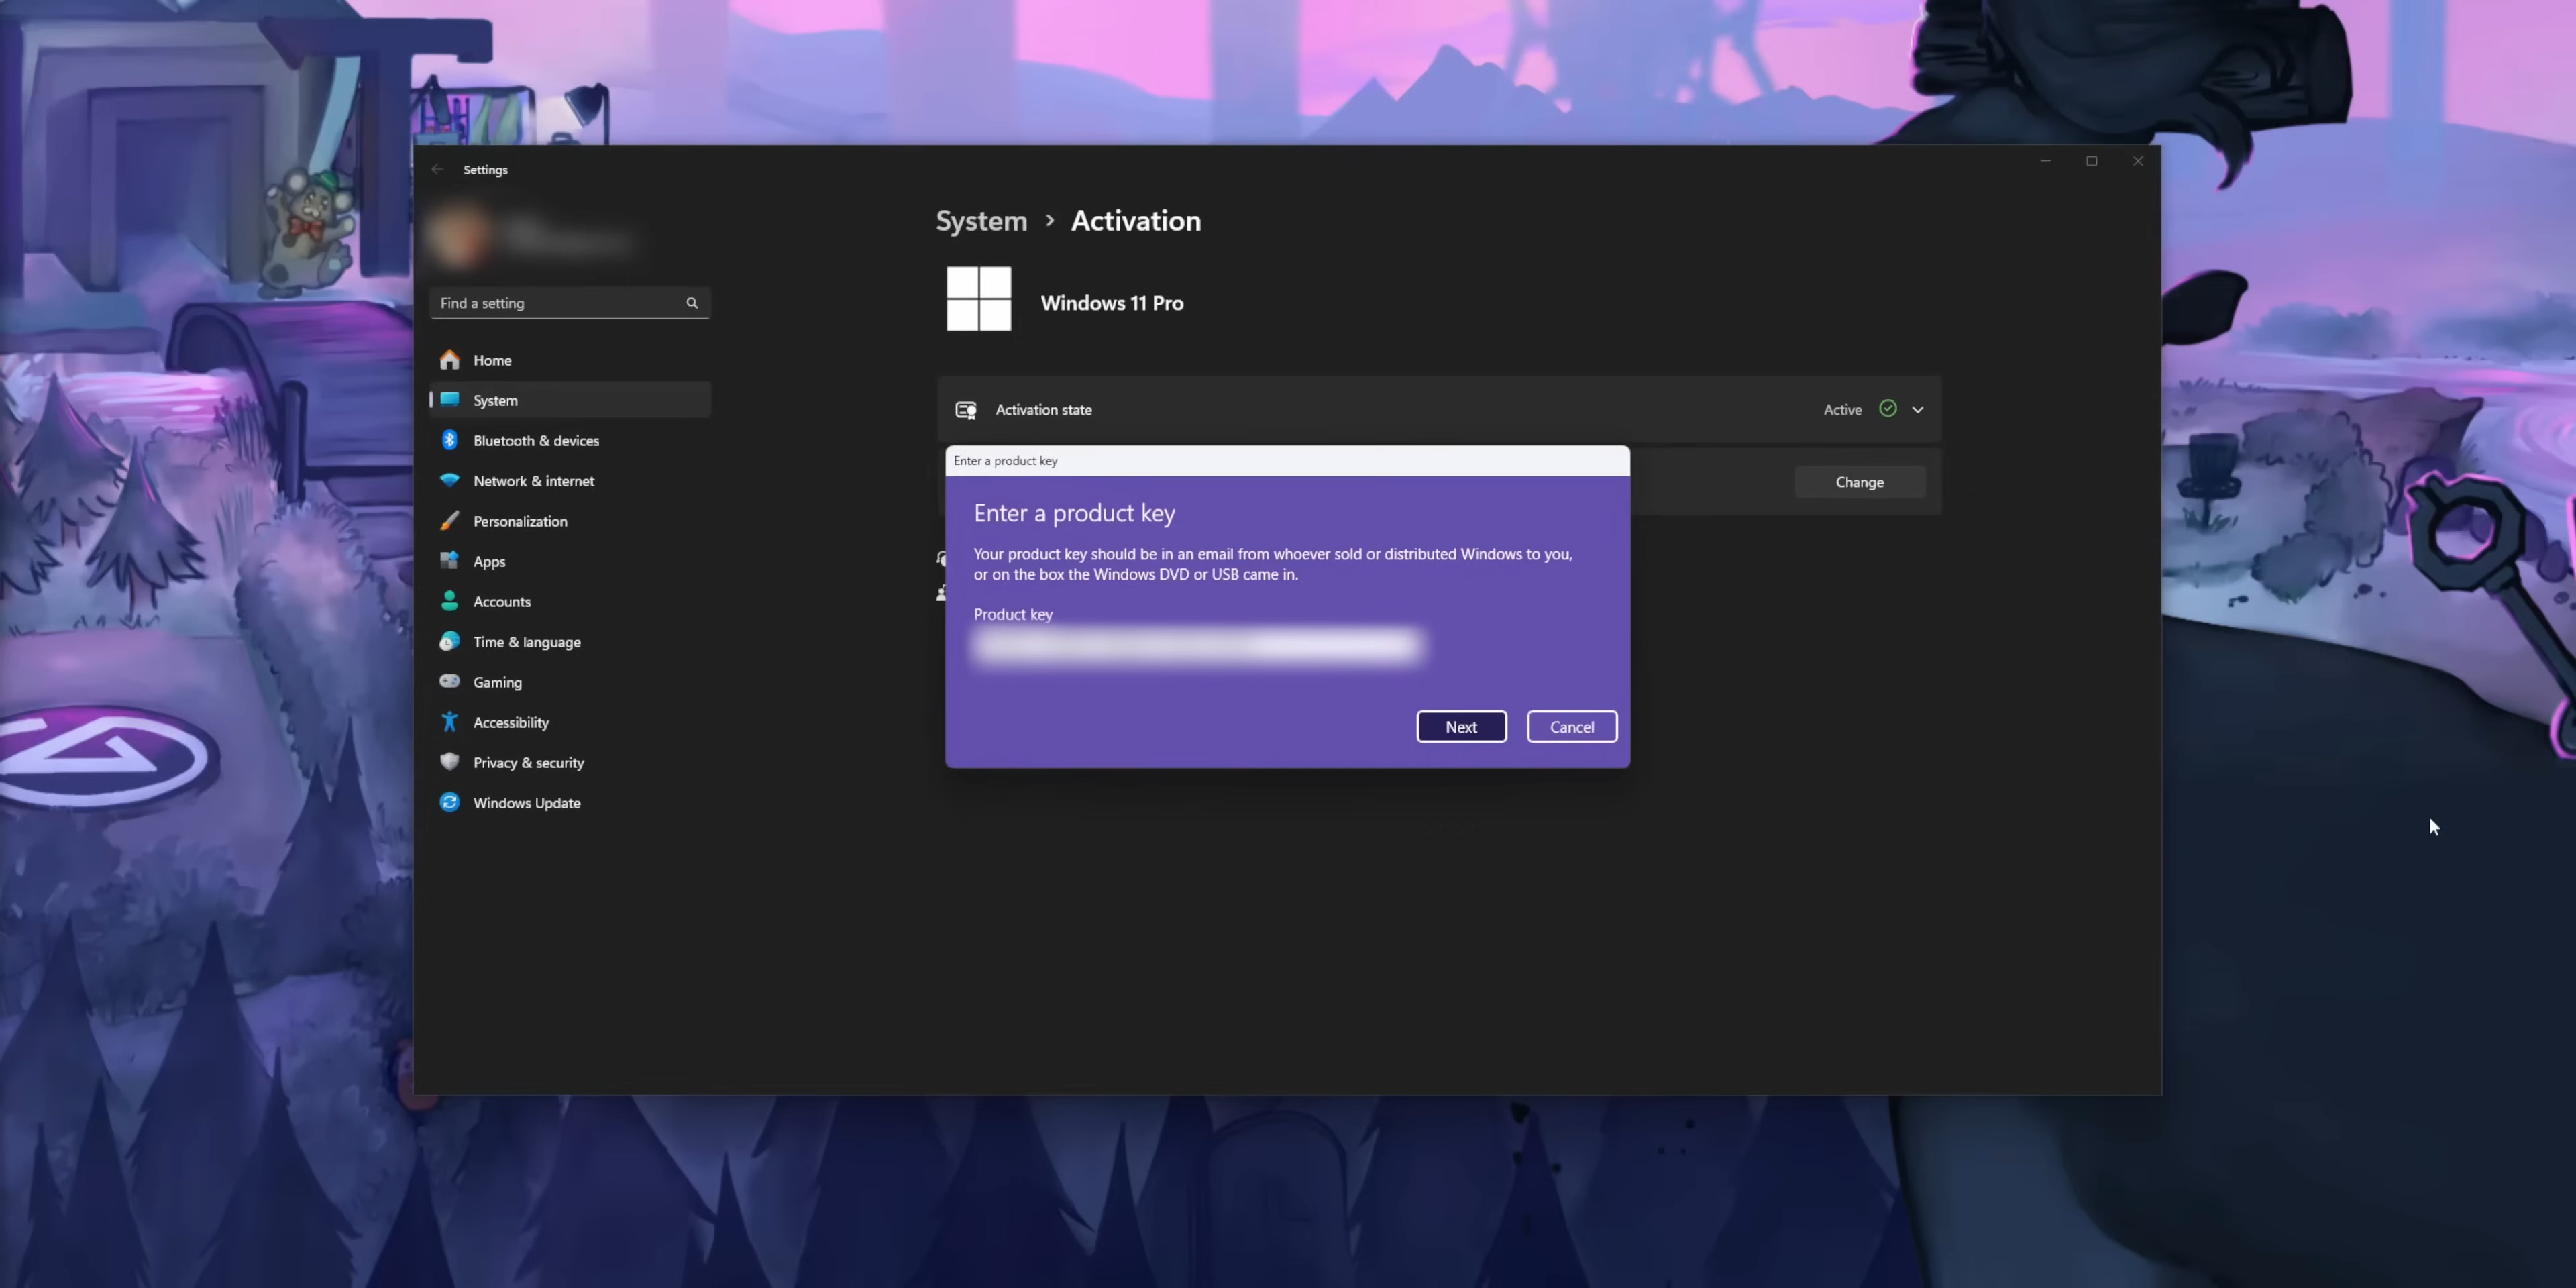 Settings
Find a setting
Home
System
Bluetooth & devices
Network & internet
Personalization
Apps
Accounts
Time & language
Gaming
Accessibility
Privacy & security
Windows Update
System > Activation
Windows 11 Pro
Activation state
Active
Change
Enter a product key
Enter a product key
Your product key should be in an email from whoever sold or distributed Windows to you,
or on the box the Windows DVD or USB came in.
Product key
Next
Cancel